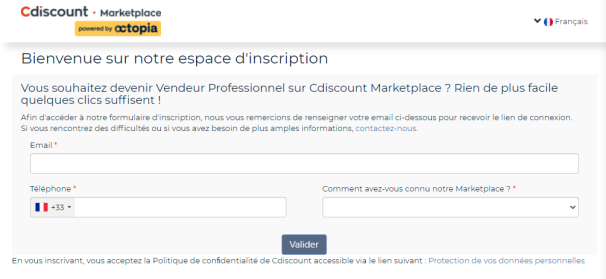 Cdiscount • Marketplace
powered by octopia
Français
Bienvenue sur notre espace d'inscription
Vous souhaitez devenir Vendeur Professionnel sur Cdiscount Marketplace ? Rien de plus facile
quelques clics suffisent !
Afin d'accéder à notre formulaire d'inscription, nous vous remercions de renseigner votre email ci-dessous pour recevoir le lien de connexion.
Si vous rencontrez des difficultés ou si vous avez besoin de plus amples informations, contactez-nous.
Email *
Téléphone * Comment avez-vous connu notre Marketplace ? *
+33
Valider
En vous inscrivant, vous acceptez la Politique de confidentialité de Cdiscount accessible via le lien suivant : Protection de vos données personnelles